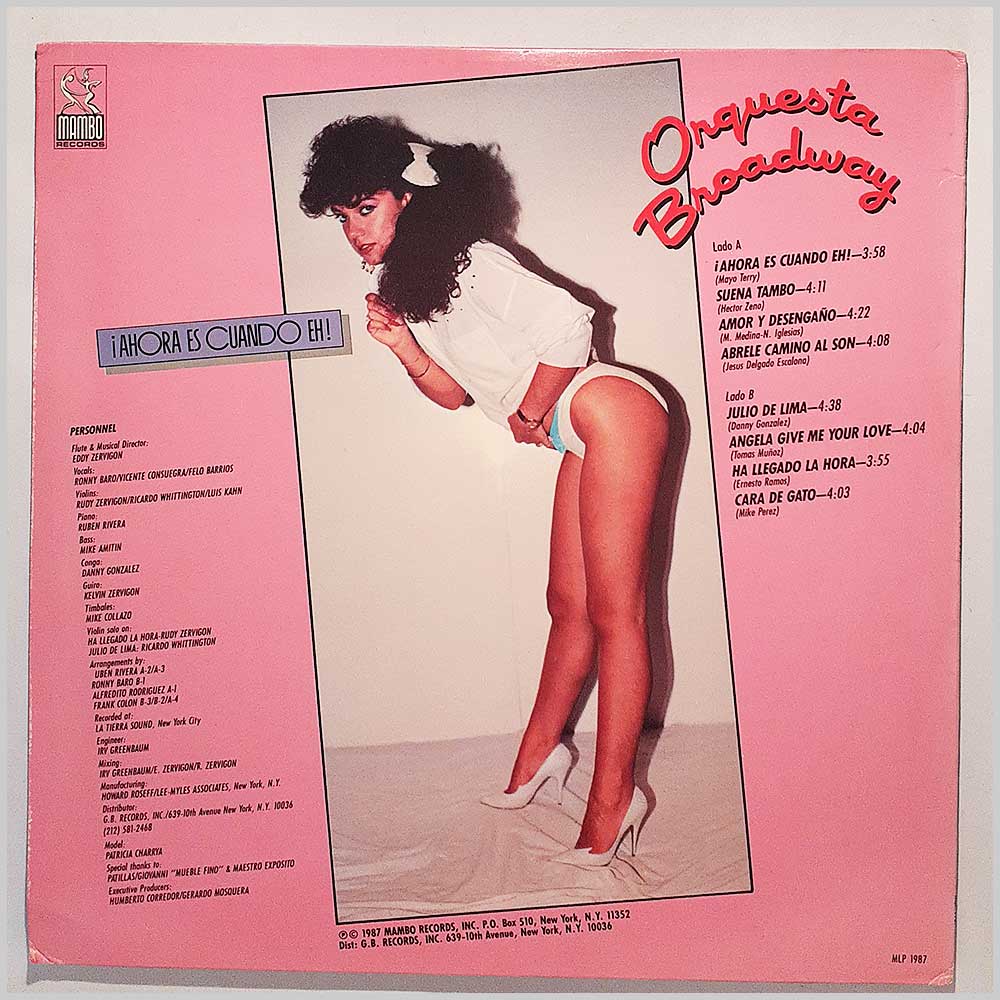 MAMBO
RECORDS
Orquesta
Broadway
¡AHORA ES CUANDO EH!
Lado A
¡AHORA ES CUANDO EH!—3:58
(Mayo Terry)
SUENA TAMBO—4:11
(Hector Zeno)
AMOR Y DESENGAÑO—4:22
(M. Medina-N. Iglesias)
ABRELE CAMINO AL SON—4:08
(Jesus Delgado Escalona)
Lado B
JULIO DE LIMA—4:38
(Danny Gonzalez)
ANGELA GIVE ME YOUR LOVE—4:04
(Tomas Muñoz)
HA LLEGADO LA HORA—3:55
(Ernesto Ramos)
CARA DE GATO—4:03
(Mike Perez)
PERSONNEL
Flute & Musical Director:
EDDY ZERVIGON
Vocals:
RONNY BARO/VICENTE CONSUEGRA/FELO BARRIOS
Violins:
RUDY ZERVIGON/RICARDO WHITTINGTON/LUIS KAHN
Piano:
RUBEN RIVERA
Bass:
MIKE AMITIN
Conga:
DANNY GONZALEZ
Guiro:
KELVIN ZERVIGON
Timbales:
MIKE COLLAZO
Violin solo on:
HA LLEGADO LA HORA-RUDY ZERVIGON
JULIO DE LIMA: RICARDO WHITTINGTON
Arrangements by:
UBEN RIVERA A-2/A-3
RONNY BARO B-1
ALFREDITO RODRIGUEZ A-1
FRANK COLON B-3/B-2/A-4
Recorded at:
LA TIERRA SOUND, New York City
Engineer:
IRV GREENBAUM
Mixing:
IRV GREENBAUM/E. ZERVIGON/R. ZERVIGON
Manufacturing:
HOWARD ROSEFF/LEE-MYLES ASSOCIATES, New York, N.Y.
Distributor:
G.B. RECORDS, INC./639-10th Avenue New York, N.Y. 10036
(212) 581-2468
Model:
PATRICIA CHARRYA
Special thanks to:
PATILLAS/GIOVANNI "MUEBLE FINO" & MAESTRO EXPOSITO
Executive Producers:
HUMBERTO CORREDOR/GERARDO MOSQUERA
℗ © 1987 MAMBO RECORDS, INC. P.O. Box 510, New York, N.Y. 11352
Dist: G.B. RECORDS, INC. 639-10th Avenue, New York, N.Y. 10036
MLP 1987